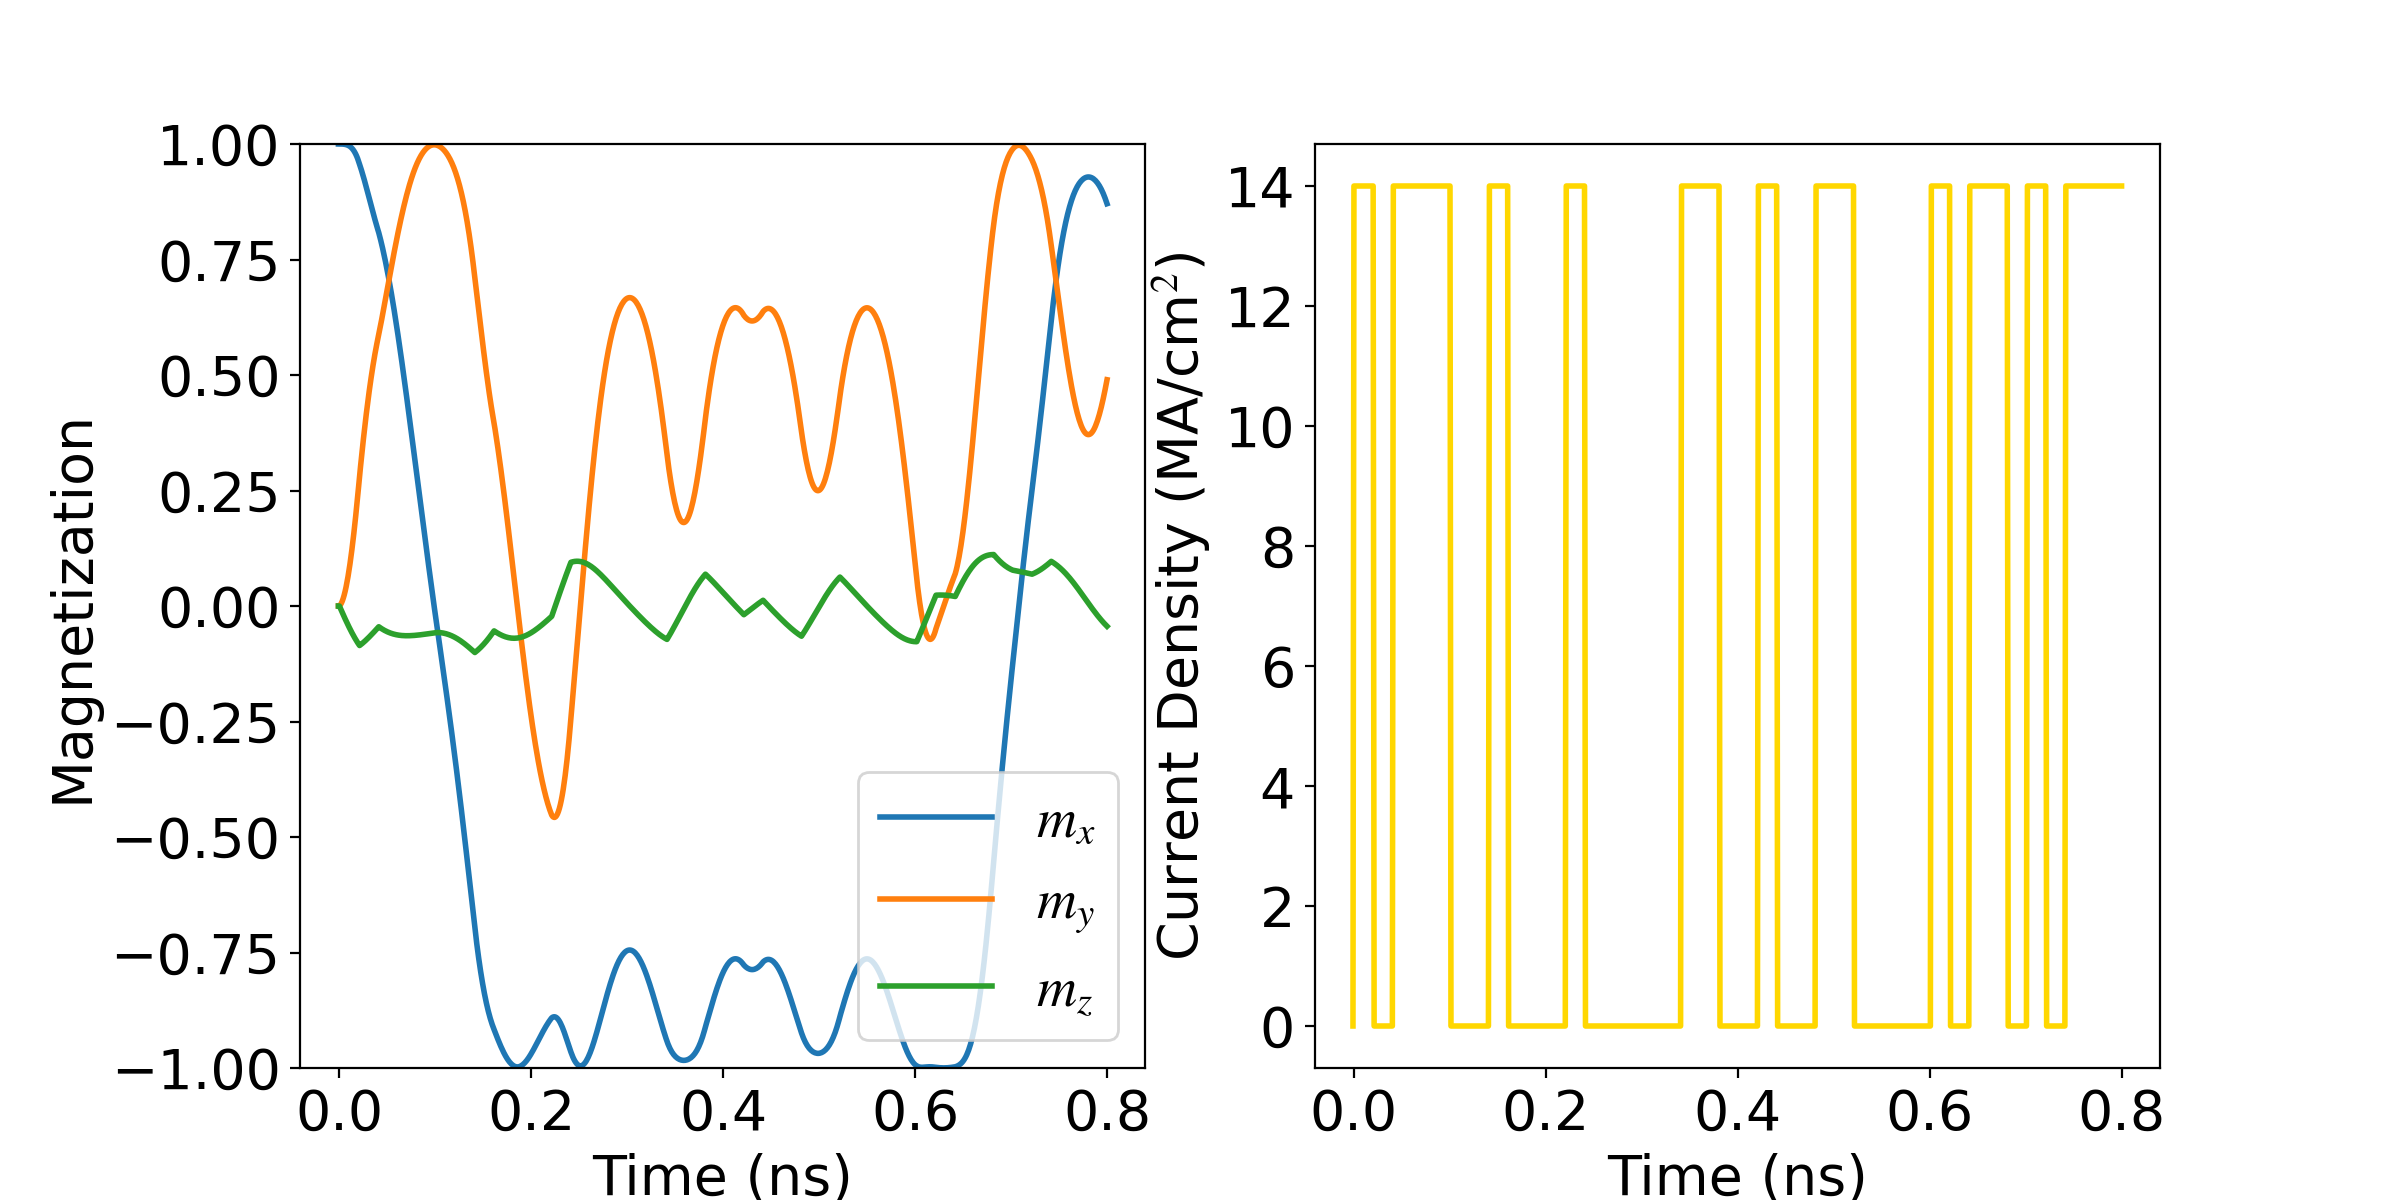 Magnetization
1.00
0.75
0.50
0.25
0.00
−0.25
−0.50
−0.75
−1.00
0.0 0.2 0.4 0.6 0.8
Time (ns)
m_x
m_y
m_z
Current Density (MA/cm²)
14
12
10
8
6
4
2
0
0.0 0.2 0.4 0.6 0.8
Time (ns)